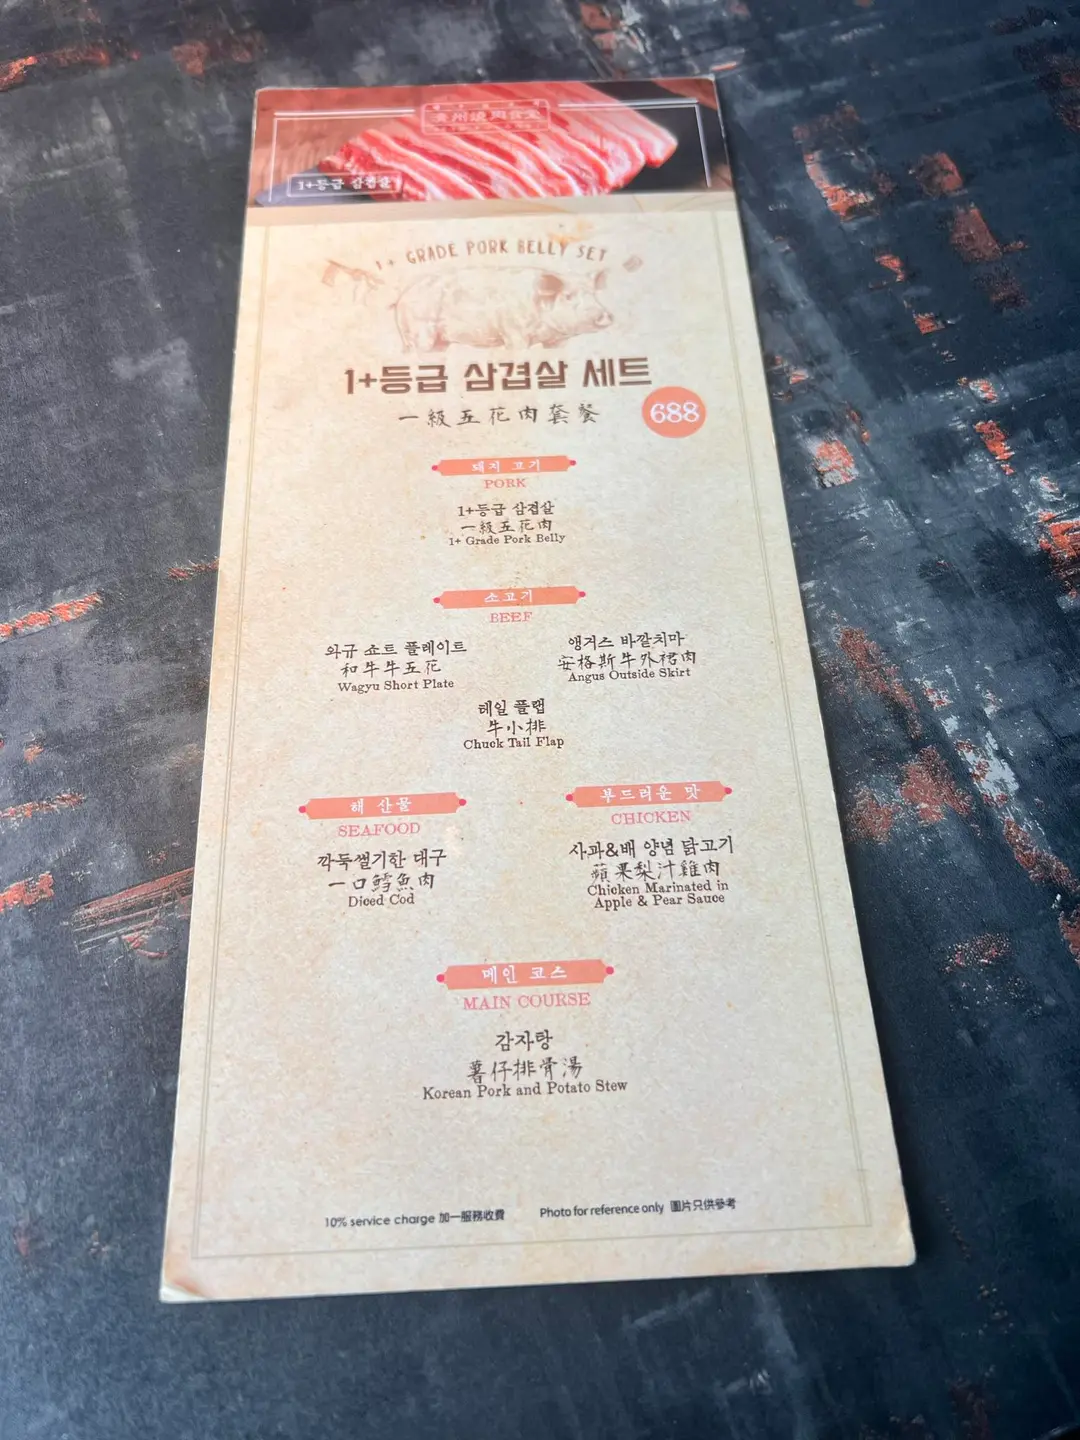 燒肉食堂
1+등급 삼겹살
1+ GRADE PORK BELLY SET
1+등급 삼겹살 세트
一級五花肉套餐
688
돼지 고기
PORK
1+등급 삼겹살
一級五花肉
1+ Grade Pork Belly
소고기
BEEF
와규 쇼트 플레이트
和牛牛五花
Wagyu Short Plate
앵거스 바깥치마
安格斯牛外裙肉
Angus Outside Skirt
테일 플랩
牛小排
Chuck Tail Flap
해 산물
SEAFOOD
깍둑썰기한 대구
一口鱈魚肉
Diced Cod
부드러운 맛
CHICKEN
사과&배 양념 닭고기
蘋果梨汁雞肉
Chicken Marinated in
Apple & Pear Sauce
메인 코스
MAIN COURSE
감자탕
薯仔排骨湯
Korean Pork and Potato Stew
10% service charge 加一服務收費
Photo for reference only 圖片只供參考